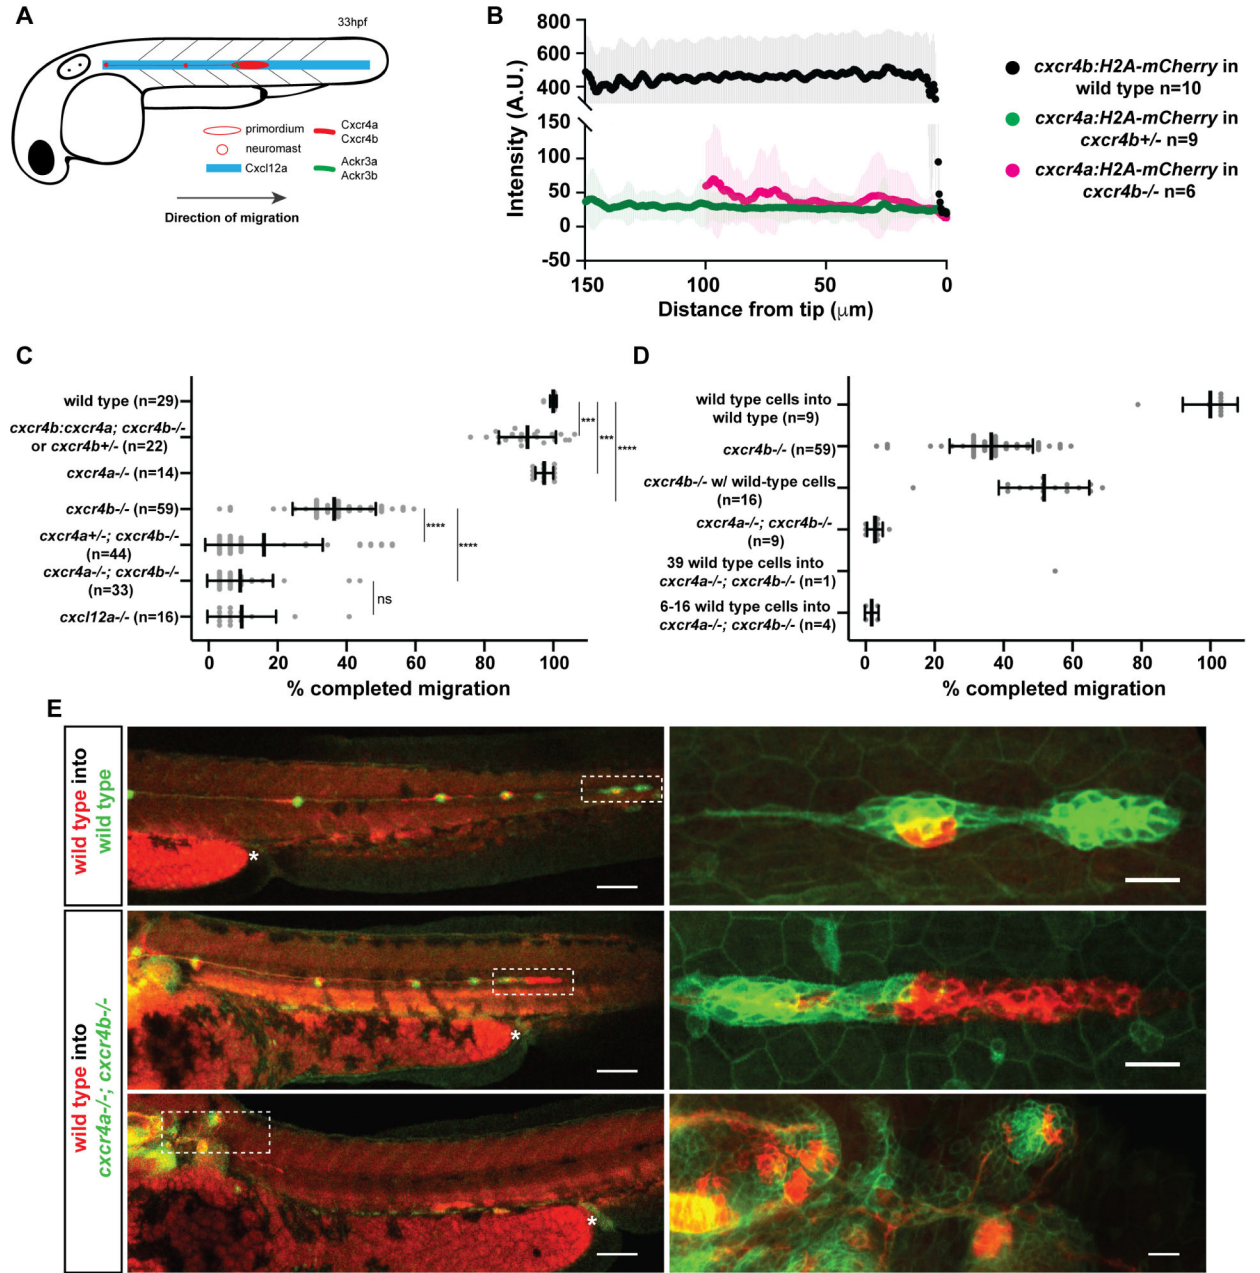 A
33hpf
primordium
neuromast
Cxcl12a
Cxcr4a
Cxcr4b
Ackr3a
Ackr3b
Direction of migration
B
800
600
400
150
100
50
0
-50
Intensity (A.U.)
150
100
50
0
Distance from tip (μm)
cxcr4b:H2A-mCherry in
wild type n=10
cxcr4a:H2A-mCherry in
cxcr4b+/- n=9
cxcr4a:H2A-mCherry in
cxcr4b-/- n=6
C
wild type (n=29)
cxcr4b:cxcr4a; cxcr4b-/-
or cxcr4b+/- (n=22)
cxcr4a-/- (n=14)
cxcr4b-/- (n=59)
cxcr4a+/-; cxcr4b-/-
(n=44)
cxcr4a-/-; cxcr4b-/-
(n=33)
cxcl12a-/- (n=16)
***
***
****
****
****
ns
0
20
40
60
80
100
% completed migration
D
wild type cells into
wild type (n=9)
cxcr4b-/- (n=59)
cxcr4b-/- w/ wild-type cells
(n=16)
cxcr4a-/-; cxcr4b-/-
(n=9)
39 wild type cells into
cxcr4a-/-; cxcr4b-/- (n=1)
6-16 wild type cells into
cxcr4a-/-; cxcr4b-/- (n=4)
0
20
40
60
80
100
% completed migration
E
wild type into
wild type
*
wild type into
cxcr4a-/-; cxcr4b-/-
*
*